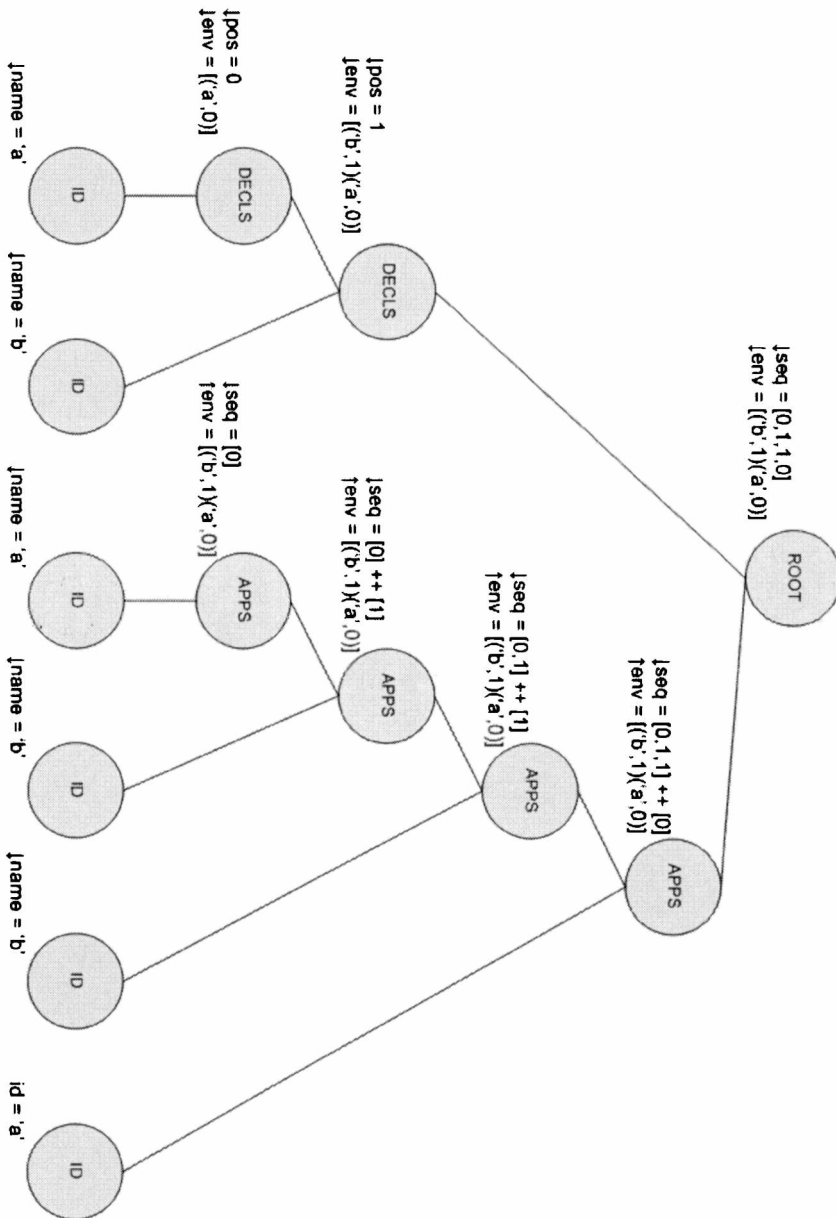 ↓seq = [0,1,1,0]
↓env = [('b',1)('a',0)]
ROOT
↓seq = [0,1,1] ++ [0]
↑env = [('b',1)('a',0)]
APPS
↓seq = [0,1] ++ [1]
↑env = [('b',1)('a',0)]
APPS
↓pos = 1
↓env = [('b',1)('a',0)]
DECLS
↓seq = [0] ++ [1]
↑env = [('b',1)('a',0)]
APPS
↓pos = 0
↓env = [('a',0)]
DECLS
↓seq = [0]
↑env = [('b',1)('a',0)]
APPS
ID
ID
ID
ID
ID
ID
↓name = 'a'
↓name = 'b'
↓name = 'a'
↓name = 'b'
↓name = 'b'
id = 'a'